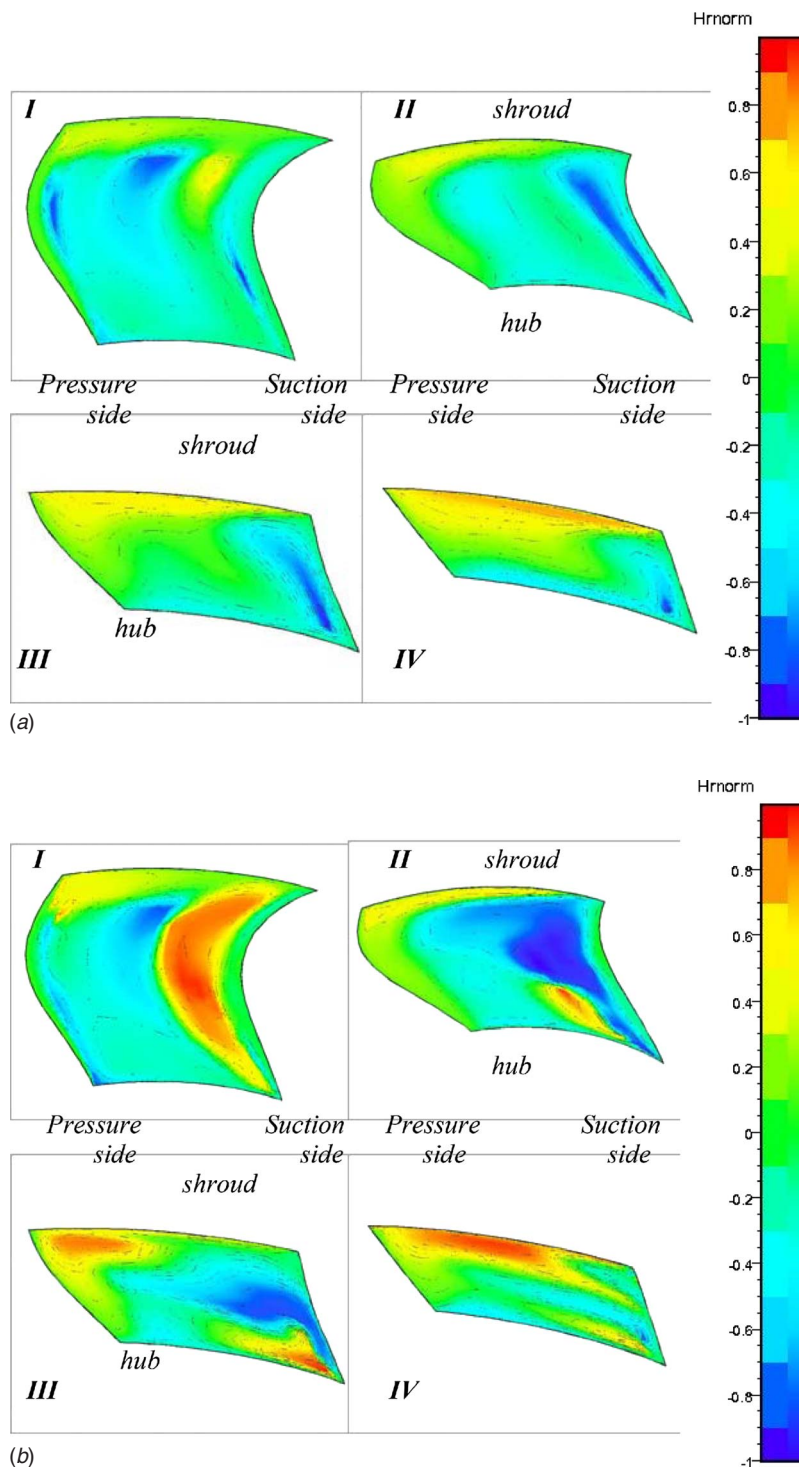 Hrnorm
I
II
shroud
0.8
0.6
0.4
hub
0.2
Pressure side
Suction side
Pressure side
Suction side
0
shroud
-0.2
-0.4
hub
-0.6
III
IV
-0.8
-1
(a)
Hrnorm
I
II
shroud
0.8
0.6
0.4
hub
0.2
Pressure side
Suction side
Pressure side
Suction side
0
shroud
-0.2
-0.4
hub
-0.6
III
IV
-0.8
-1
(b)